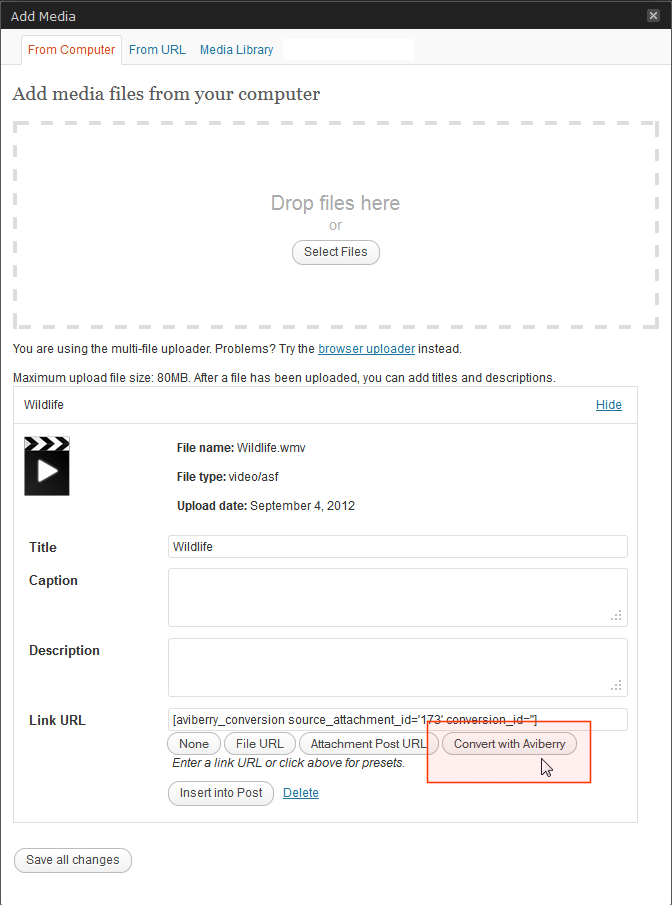 Add Media
From Computer From URL Media Library
Add media files from your computer
Drop files here
or
Select Files
You are using the multi-file uploader. Problems? Try the browser uploader instead.
Maximum upload file size: 80MB. After a file has been uploaded, you can add titles and descriptions.
Wildlife Hide
File name: Wildlife.wmv
File type: video/asf
Upload date: September 4, 2012
Title Wildlife
Caption
Description
Link URL [aviberry_conversion source_attachment_id='173' conversion_id='']
None File URL Attachment Post URL Convert with Aviberry
Enter a link URL or click above for presets.
Insert into Post Delete
Save all changes